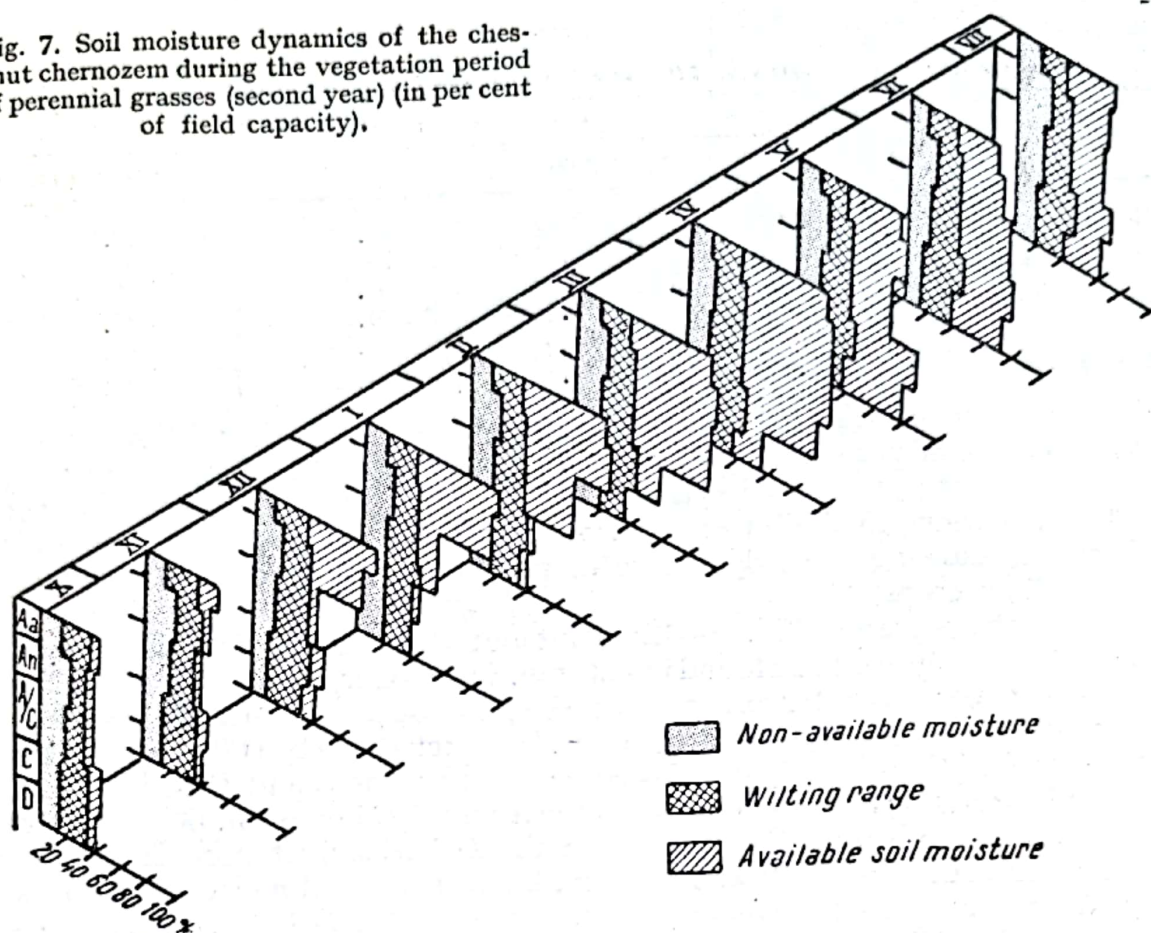 ig. 7. Soil moisture dynamics of the ches-
nut chernozem during the vegetation period
f perennial grasses (second year) (in per cent
of field capacity).
VII
VI
V
IV
III
II
I
XII
XI
X
Aa
An
A/C
C
D
20 40 60 80 100 %
Non-available moisture
Wilting range
Available soil moisture